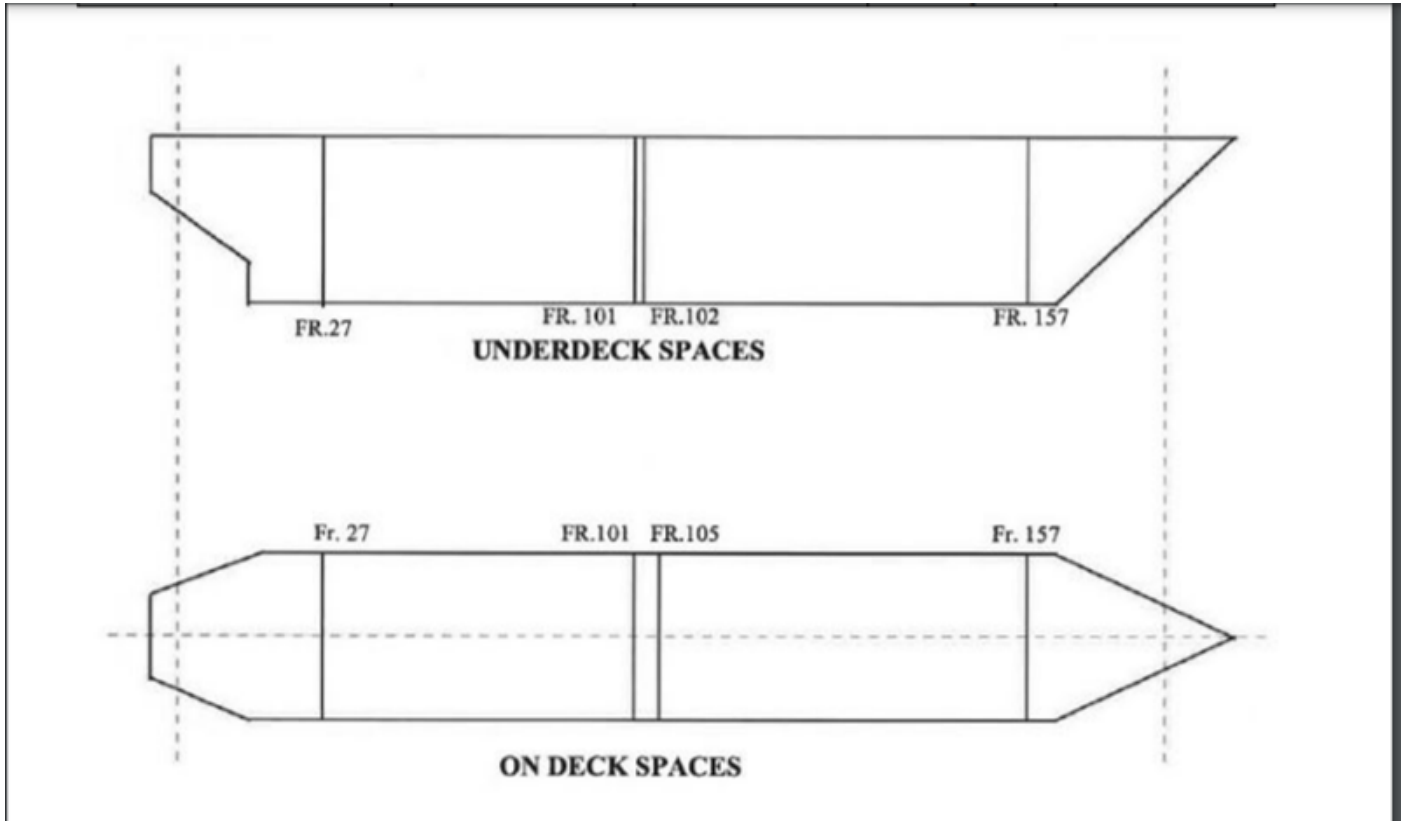 FR.27
FR. 101
FR.102
FR. 157
UNDERDECK SPACES
Fr. 27
FR.101
FR.105
Fr. 157
ON DECK SPACES